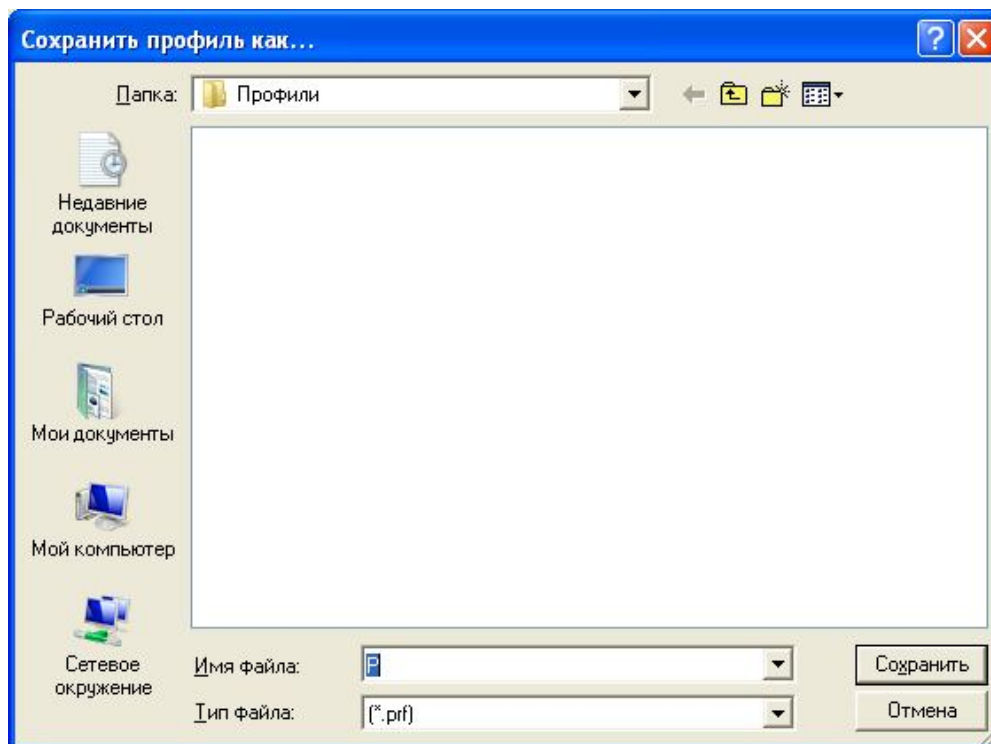 Сохранить профиль как...
Папка:
Профили
Недавние
документы
Рабочий стол
Мои документы
Мой компьютер
Сетевое
окружение
Имя файла:
P
Сохранить
Тип файла:
(*.prf)
Отмена